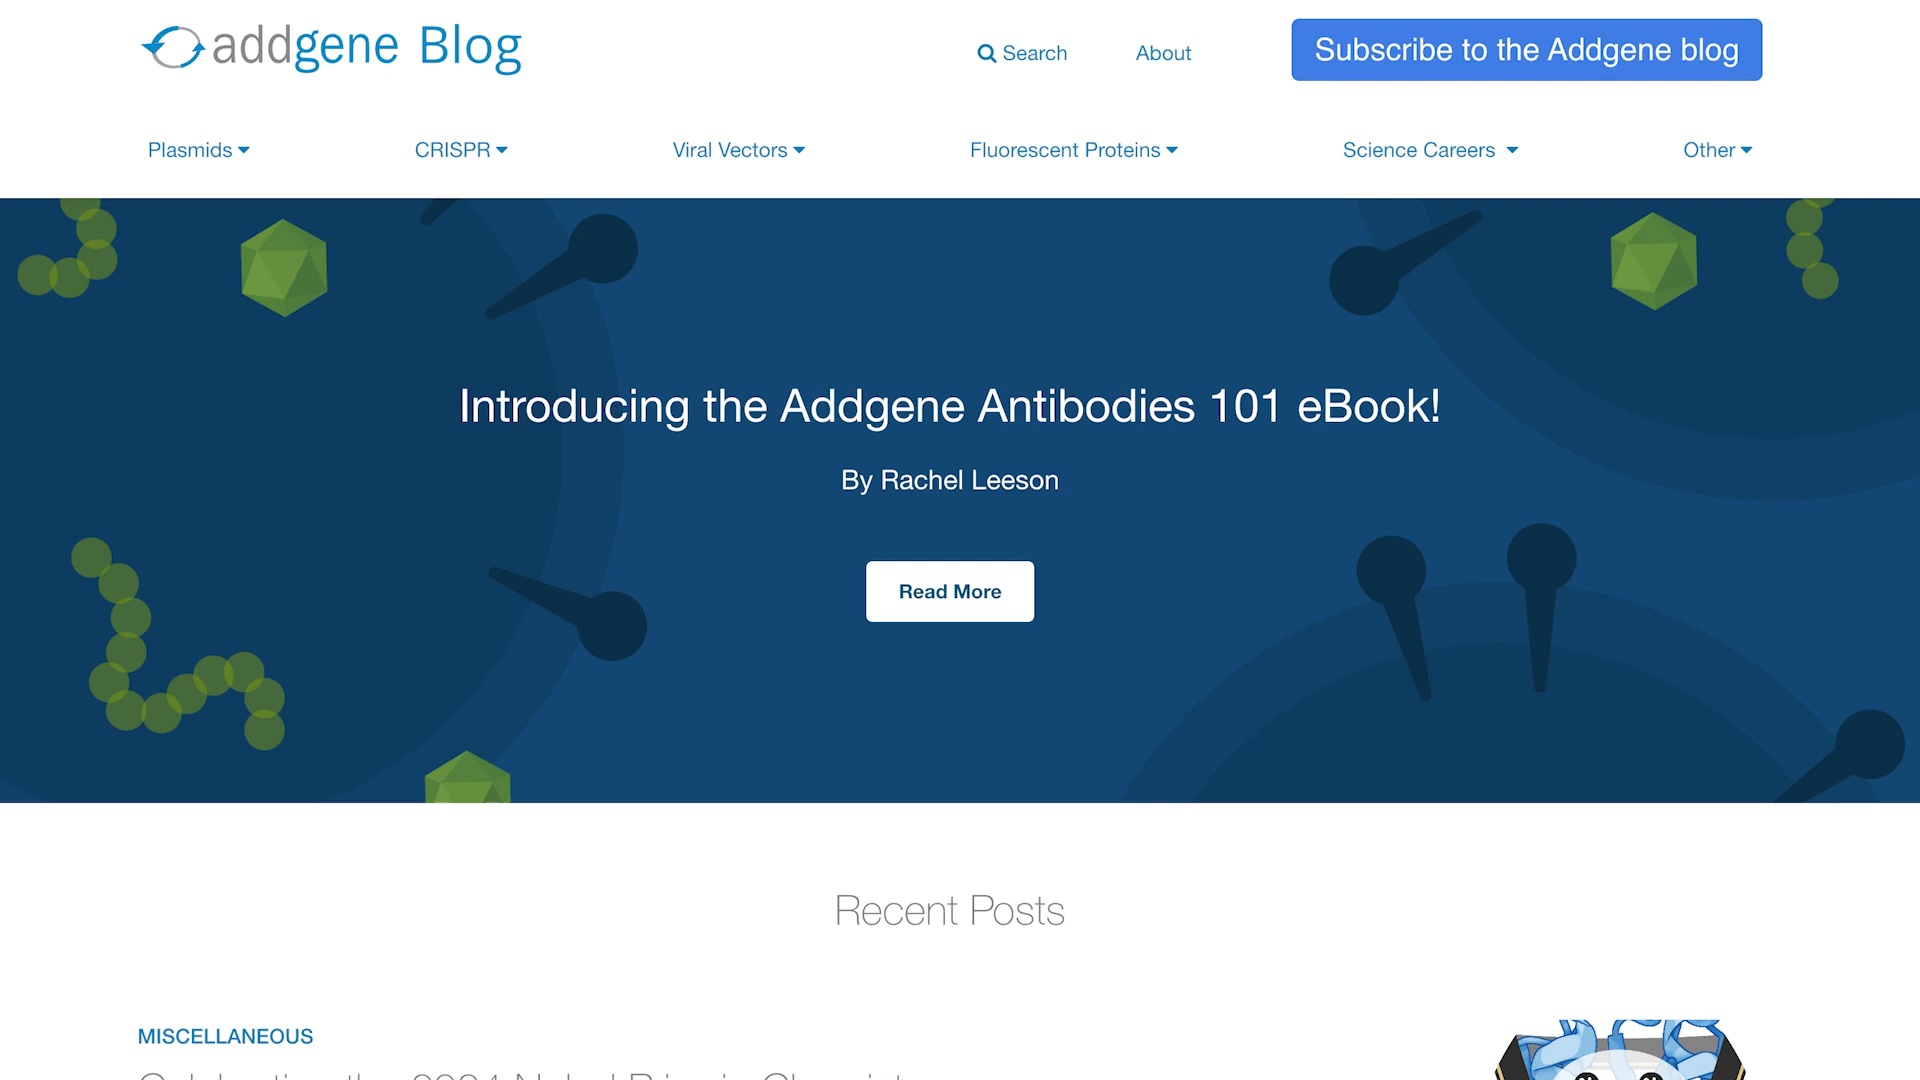 addgene Blog
Search
About
Subscribe to the Addgene blog
Plasmids
CRISPR
Viral Vectors
Fluorescent Proteins
Science Careers
Other
Introducing the Addgene Antibodies 101 eBook!
By Rachel Leeson
Read More
Recent Posts
MISCELLANEOUS